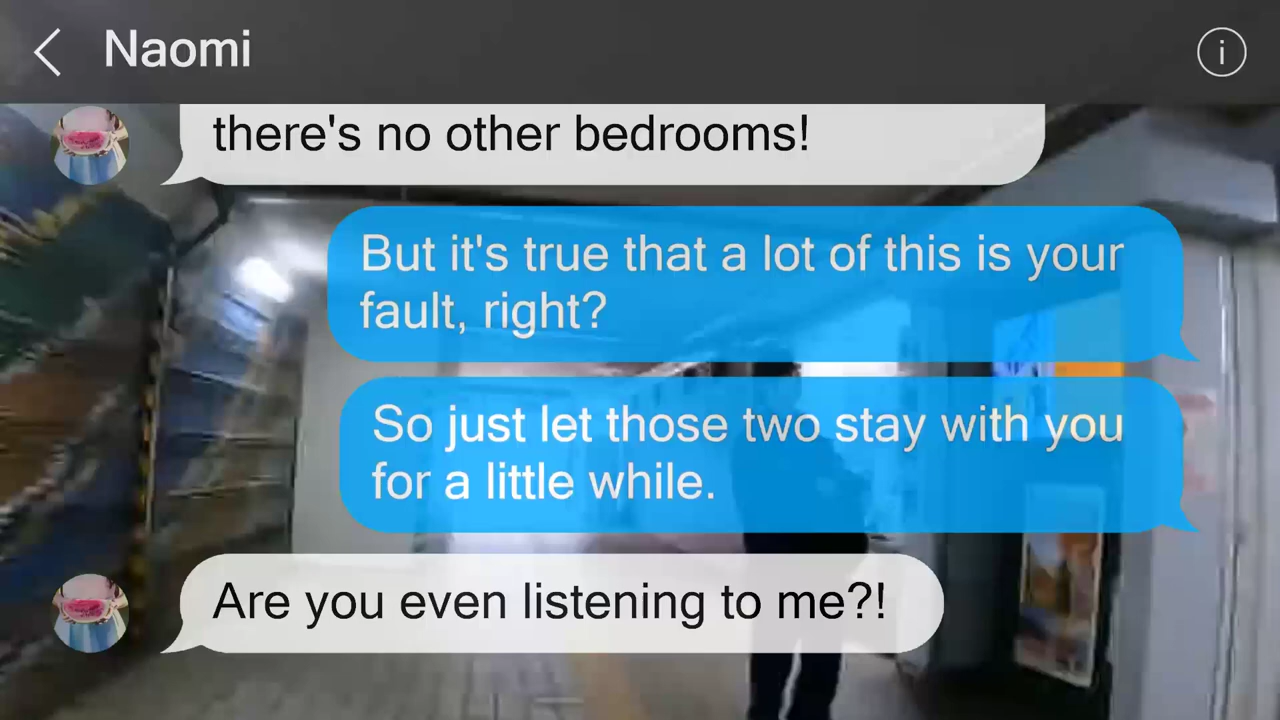 Naomi
there's no other bedrooms!
But it's true that a lot of this is your
fault, right?
So just let those two stay with you
for a little while.
Are you even listening to me?!